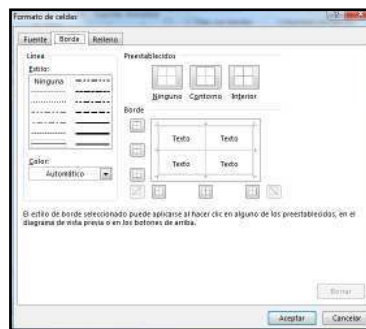 Formato de celdas
Fuente Borde Relleno
Línea
Estilo:
Ninguna
Color:
Automático
Preestablecidos
Ninguno Contorno Interior
Borde
Texto Texto
Texto Texto
El estilo de borde seleccionado puede aplicarse al hacer clic en alguno de los preestablecidos, en el
diagrama de vista previa o en los botones de arriba.
Borrar
Aceptar Cancelar